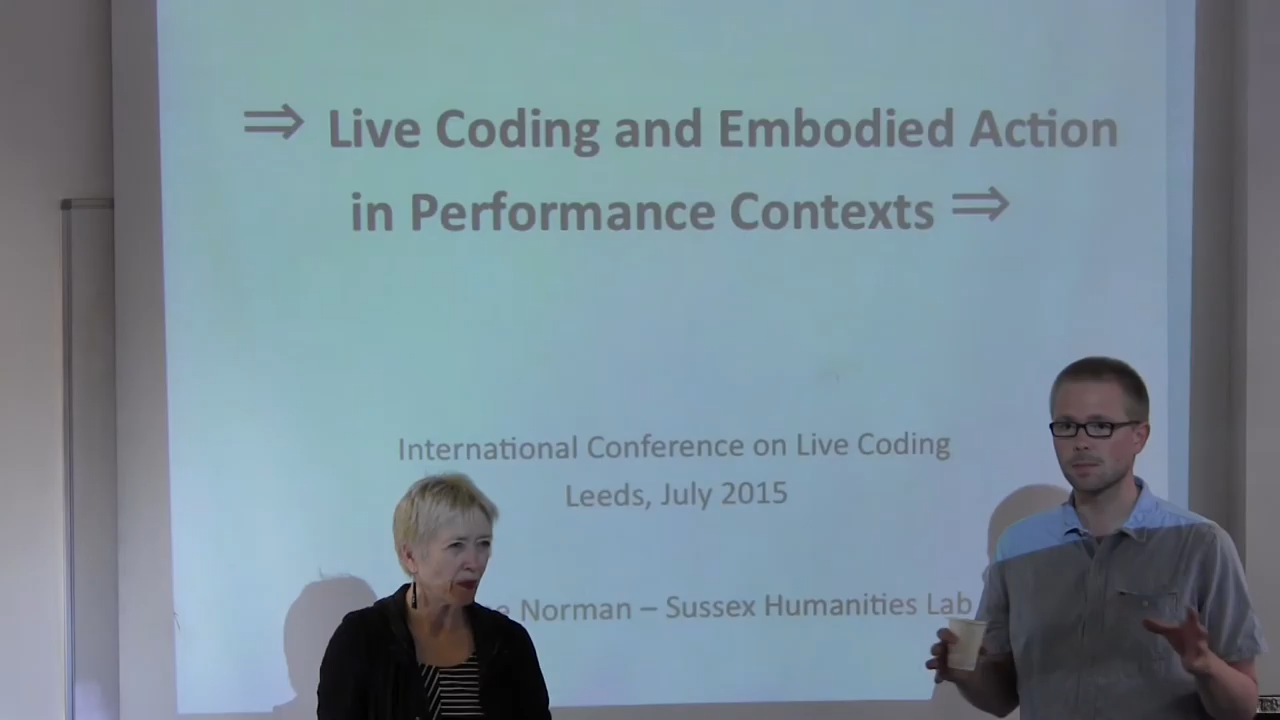 ⇒ Live Coding and Embodied Action
in Performance Contexts ⇒
International Conference on Live Coding
Leeds, July 2015
Norman – Sussex Humanities Lab